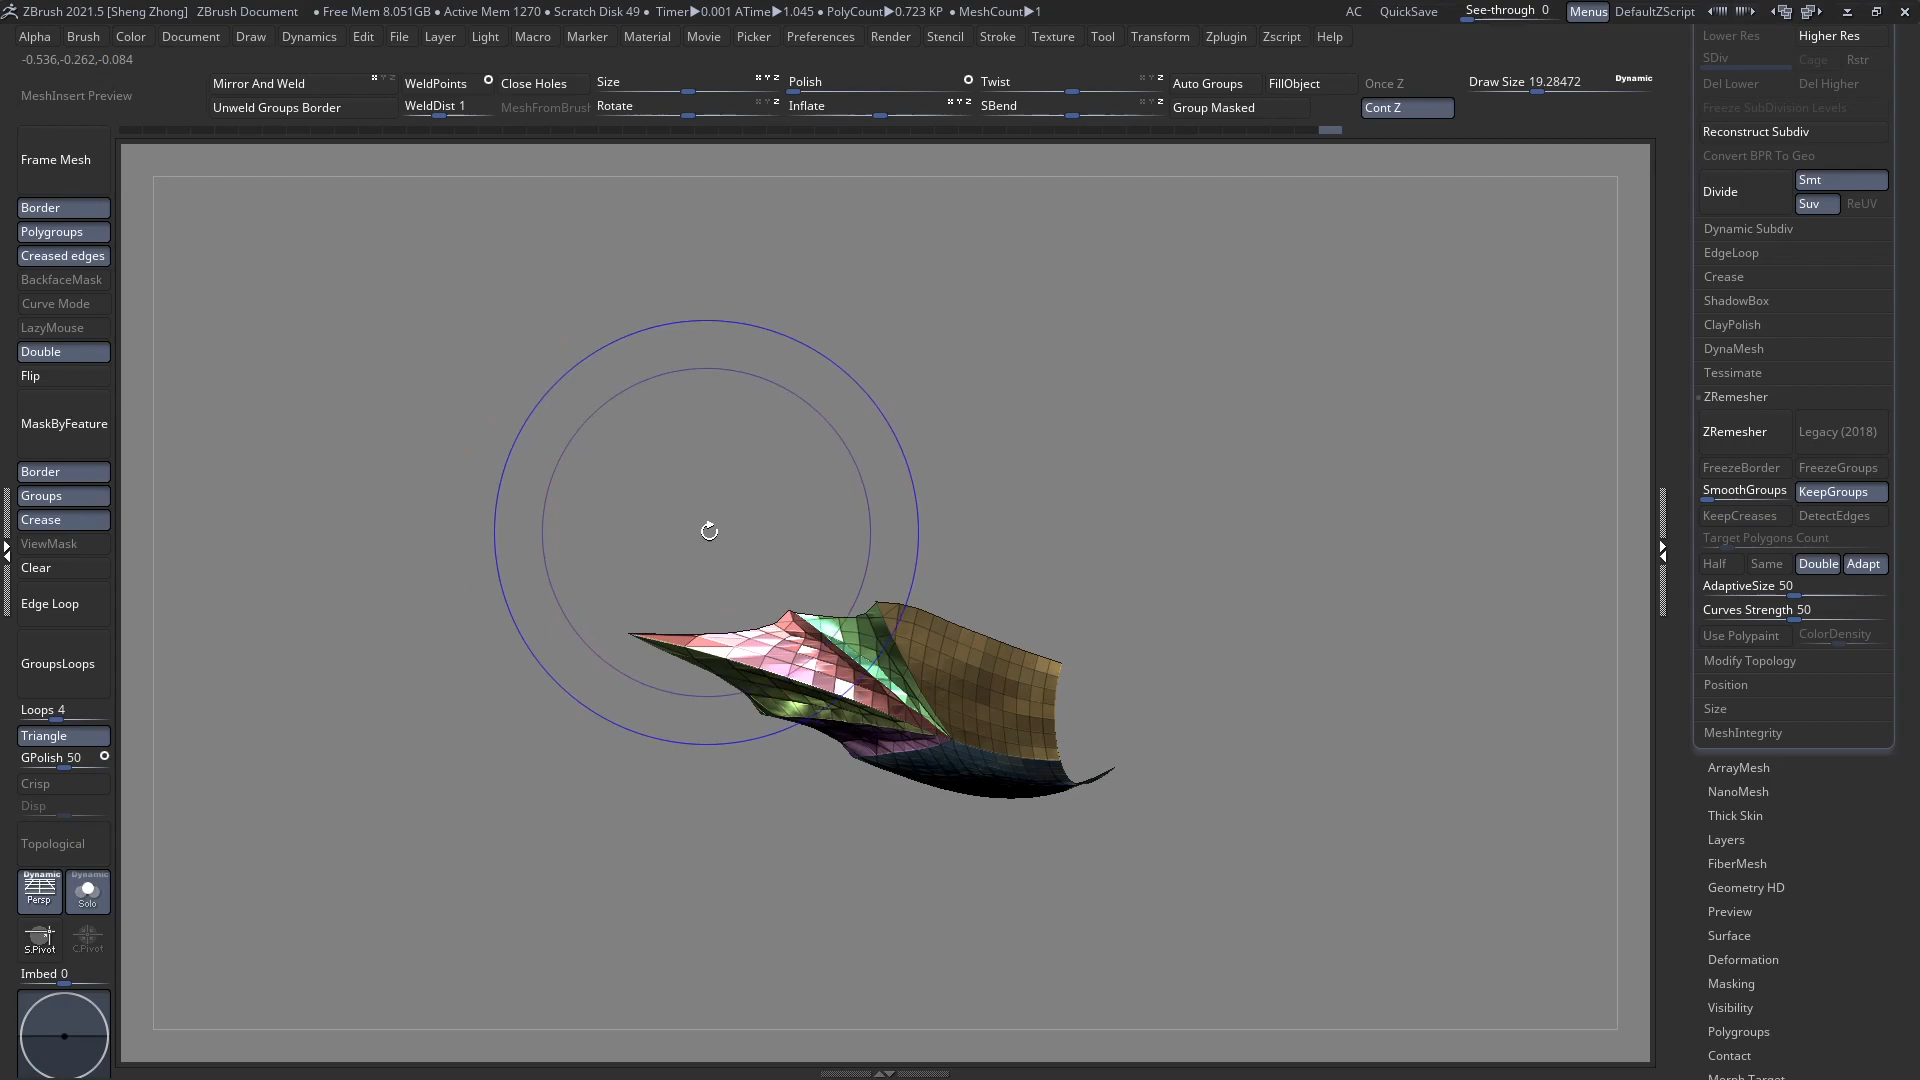 ZBrush 2021.5 [Sheng Zhong] ZBrush Document • Free Mem 8.051GB • Active Mem 1270 • Scratch Disk 49 • Timer▶0.001 ATime▶1.045 • PolyCount▶0.723 KP • MeshCount▶1 AC QuickSave See-through 0 Menus DefaultZScript
Alpha Brush Color Document Draw Dynamics Edit File Layer Light Macro Marker Material Movie Picker Preferences Render Stencil Stroke Texture Tool Transform Zplugin Zscript Help
-0.536,-0.262,-0.084
MeshInsert Preview
Mirror And Weld WeldPoints Close Holes Size Polish Twist Auto Groups FillObject Once Z Draw Size 19.28472 Dynamic
Unweld Groups Border WeldDist 1 MeshFromBrush Rotate Inflate SBend Group Masked Cont Z
Frame Mesh
Border
Polygroups
Creased edges
BackfaceMask
Curve Mode
LazyMouse
Double
Flip
MaskByFeature
Border
Groups
Crease
ViewMask
Clear
Edge Loop
GroupsLoops
Loops 4
Triangle
GPolish 50
Crisp
Disp
Topological
Dynamic Dynamic
Persp Solo
S.Pivot C.Pivot
Imbed 0
Lower Res Higher Res
SDiv Cage Rstr
Del Lower Del Higher
Freeze SubDivision Levels
Reconstruct Subdiv
Convert BPR To Geo
Divide Smt
Suv ReUV
Dynamic Subdiv
EdgeLoop
Crease
ShadowBox
ClayPolish
DynaMesh
Tessimate
ZRemesher
ZRemesher Legacy (2018)
FreezeBorder FreezeGroups
SmoothGroups KeepGroups
KeepCreases DetectEdges
Target Polygons Count
Half Same Double Adapt
AdaptiveSize 50
Curves Strength 50
Use Polypaint ColorDensity
Modify Topology
Position
Size
MeshIntegrity
ArrayMesh
NanoMesh
Thick Skin
Layers
FiberMesh
Geometry HD
Preview
Surface
Deformation
Masking
Visibility
Polygroups
Contact
Morph Target